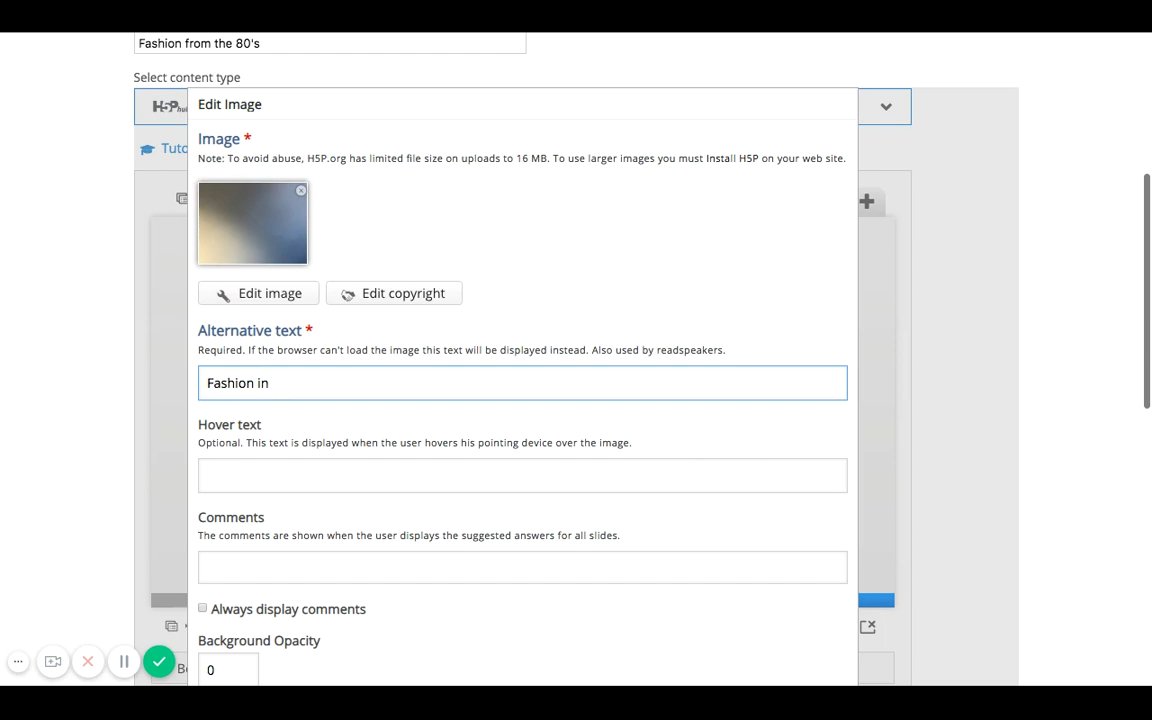 Fashion from the 80's
Select content type
H5P hu
Edit Image
Tuto
Image *
Note: To avoid abuse, H5P.org has limited file size on uploads to 16 MB. To use larger images you must Install H5P on your web site.
Edit image
Edit copyright
Alternative text *
Required. If the browser can't load the image this text will be displayed instead. Also used by readspeakers.
Fashion in
Hover text
Optional. This text is displayed when the user hovers his pointing device over the image.
Comments
The comments are shown when the user displays the suggested answers for all slides.
Always display comments
Background Opacity
0